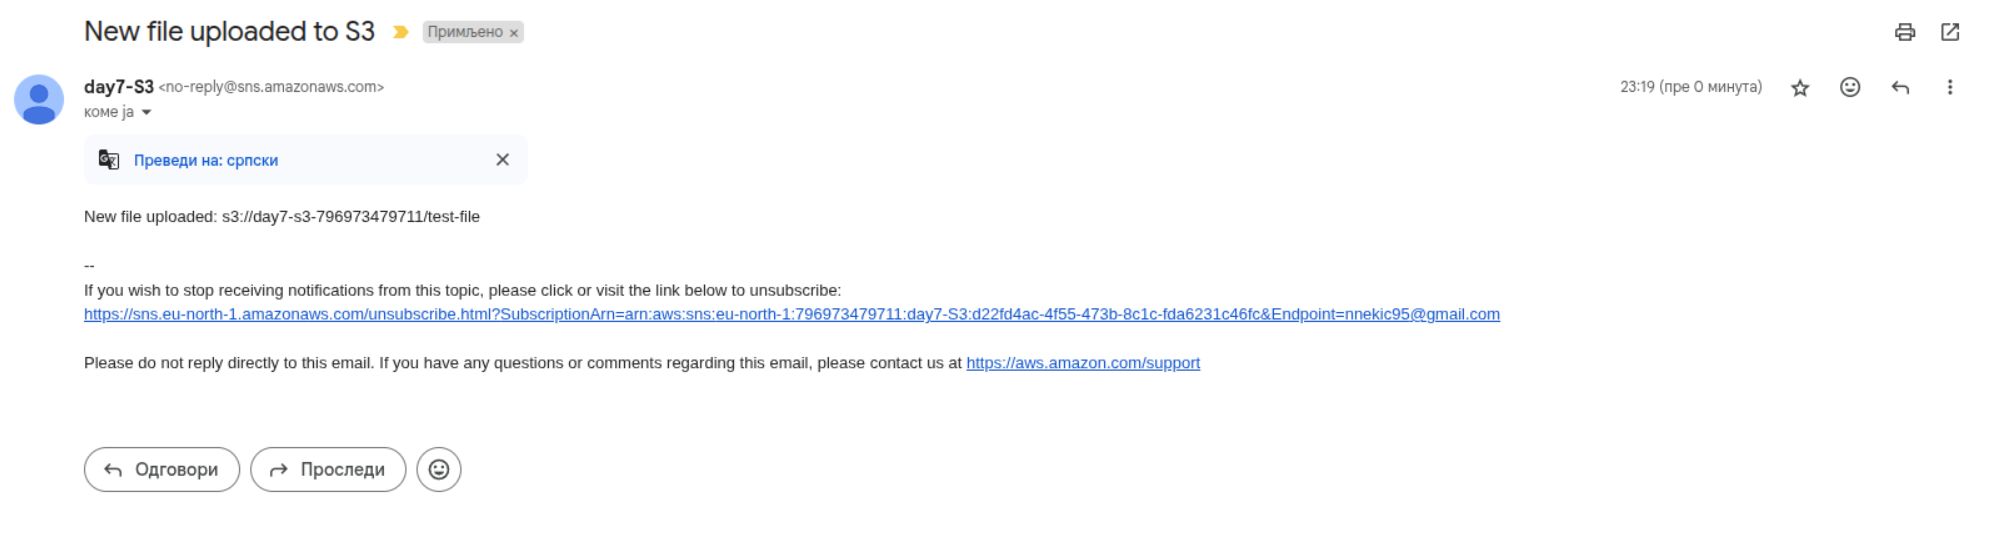 New file uploaded to S3 Примљено ×
day7-S3 <no-reply@sns.amazonaws.com> 23:19 (пре 0 минута)
коме ја
Преведи на: српски
New file uploaded: s3://day7-s3-796973479711/test-file
--
If you wish to stop receiving notifications from this topic, please click or visit the link below to unsubscribe:
https://sns.eu-north-1.amazonaws.com/unsubscribe.html?SubscriptionArn=arn:aws:sns:eu-north-1:796973479711:day7-S3:d22fd4ac-4f55-473b-8c1c-fda6231c46fc&Endpoint=nnekic95@gmail.com
Please do not reply directly to this email. If you have any questions or comments regarding this email, please contact us at https://aws.amazon.com/support
Одговори Проследи